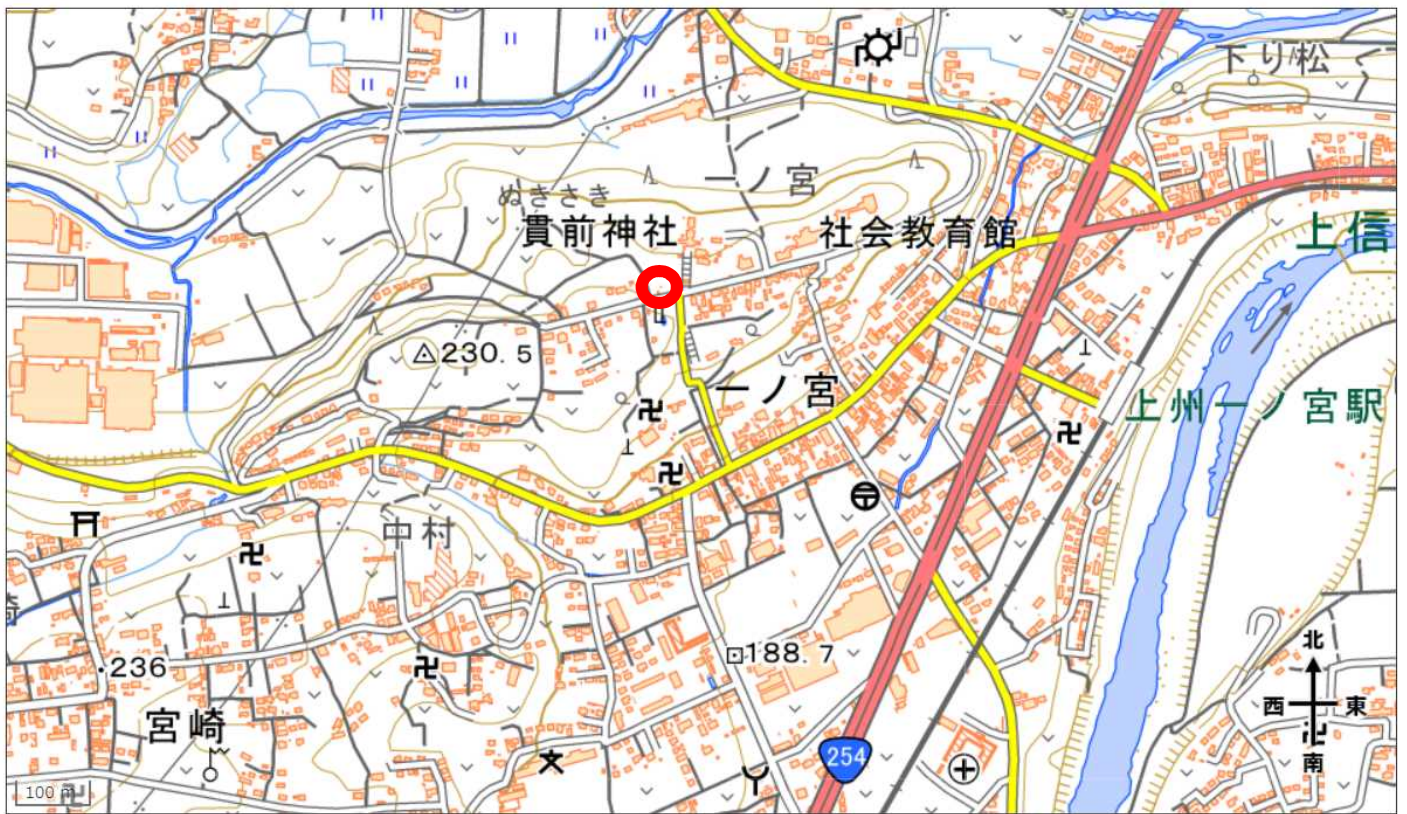 下り松
一ノ宮
ぬきさき
貫前神社
社会教育館
上信
230.5
一ノ宮
上州一ノ宮駅
中村
188.7
236
宮崎
254
北
西
東
南
100 m